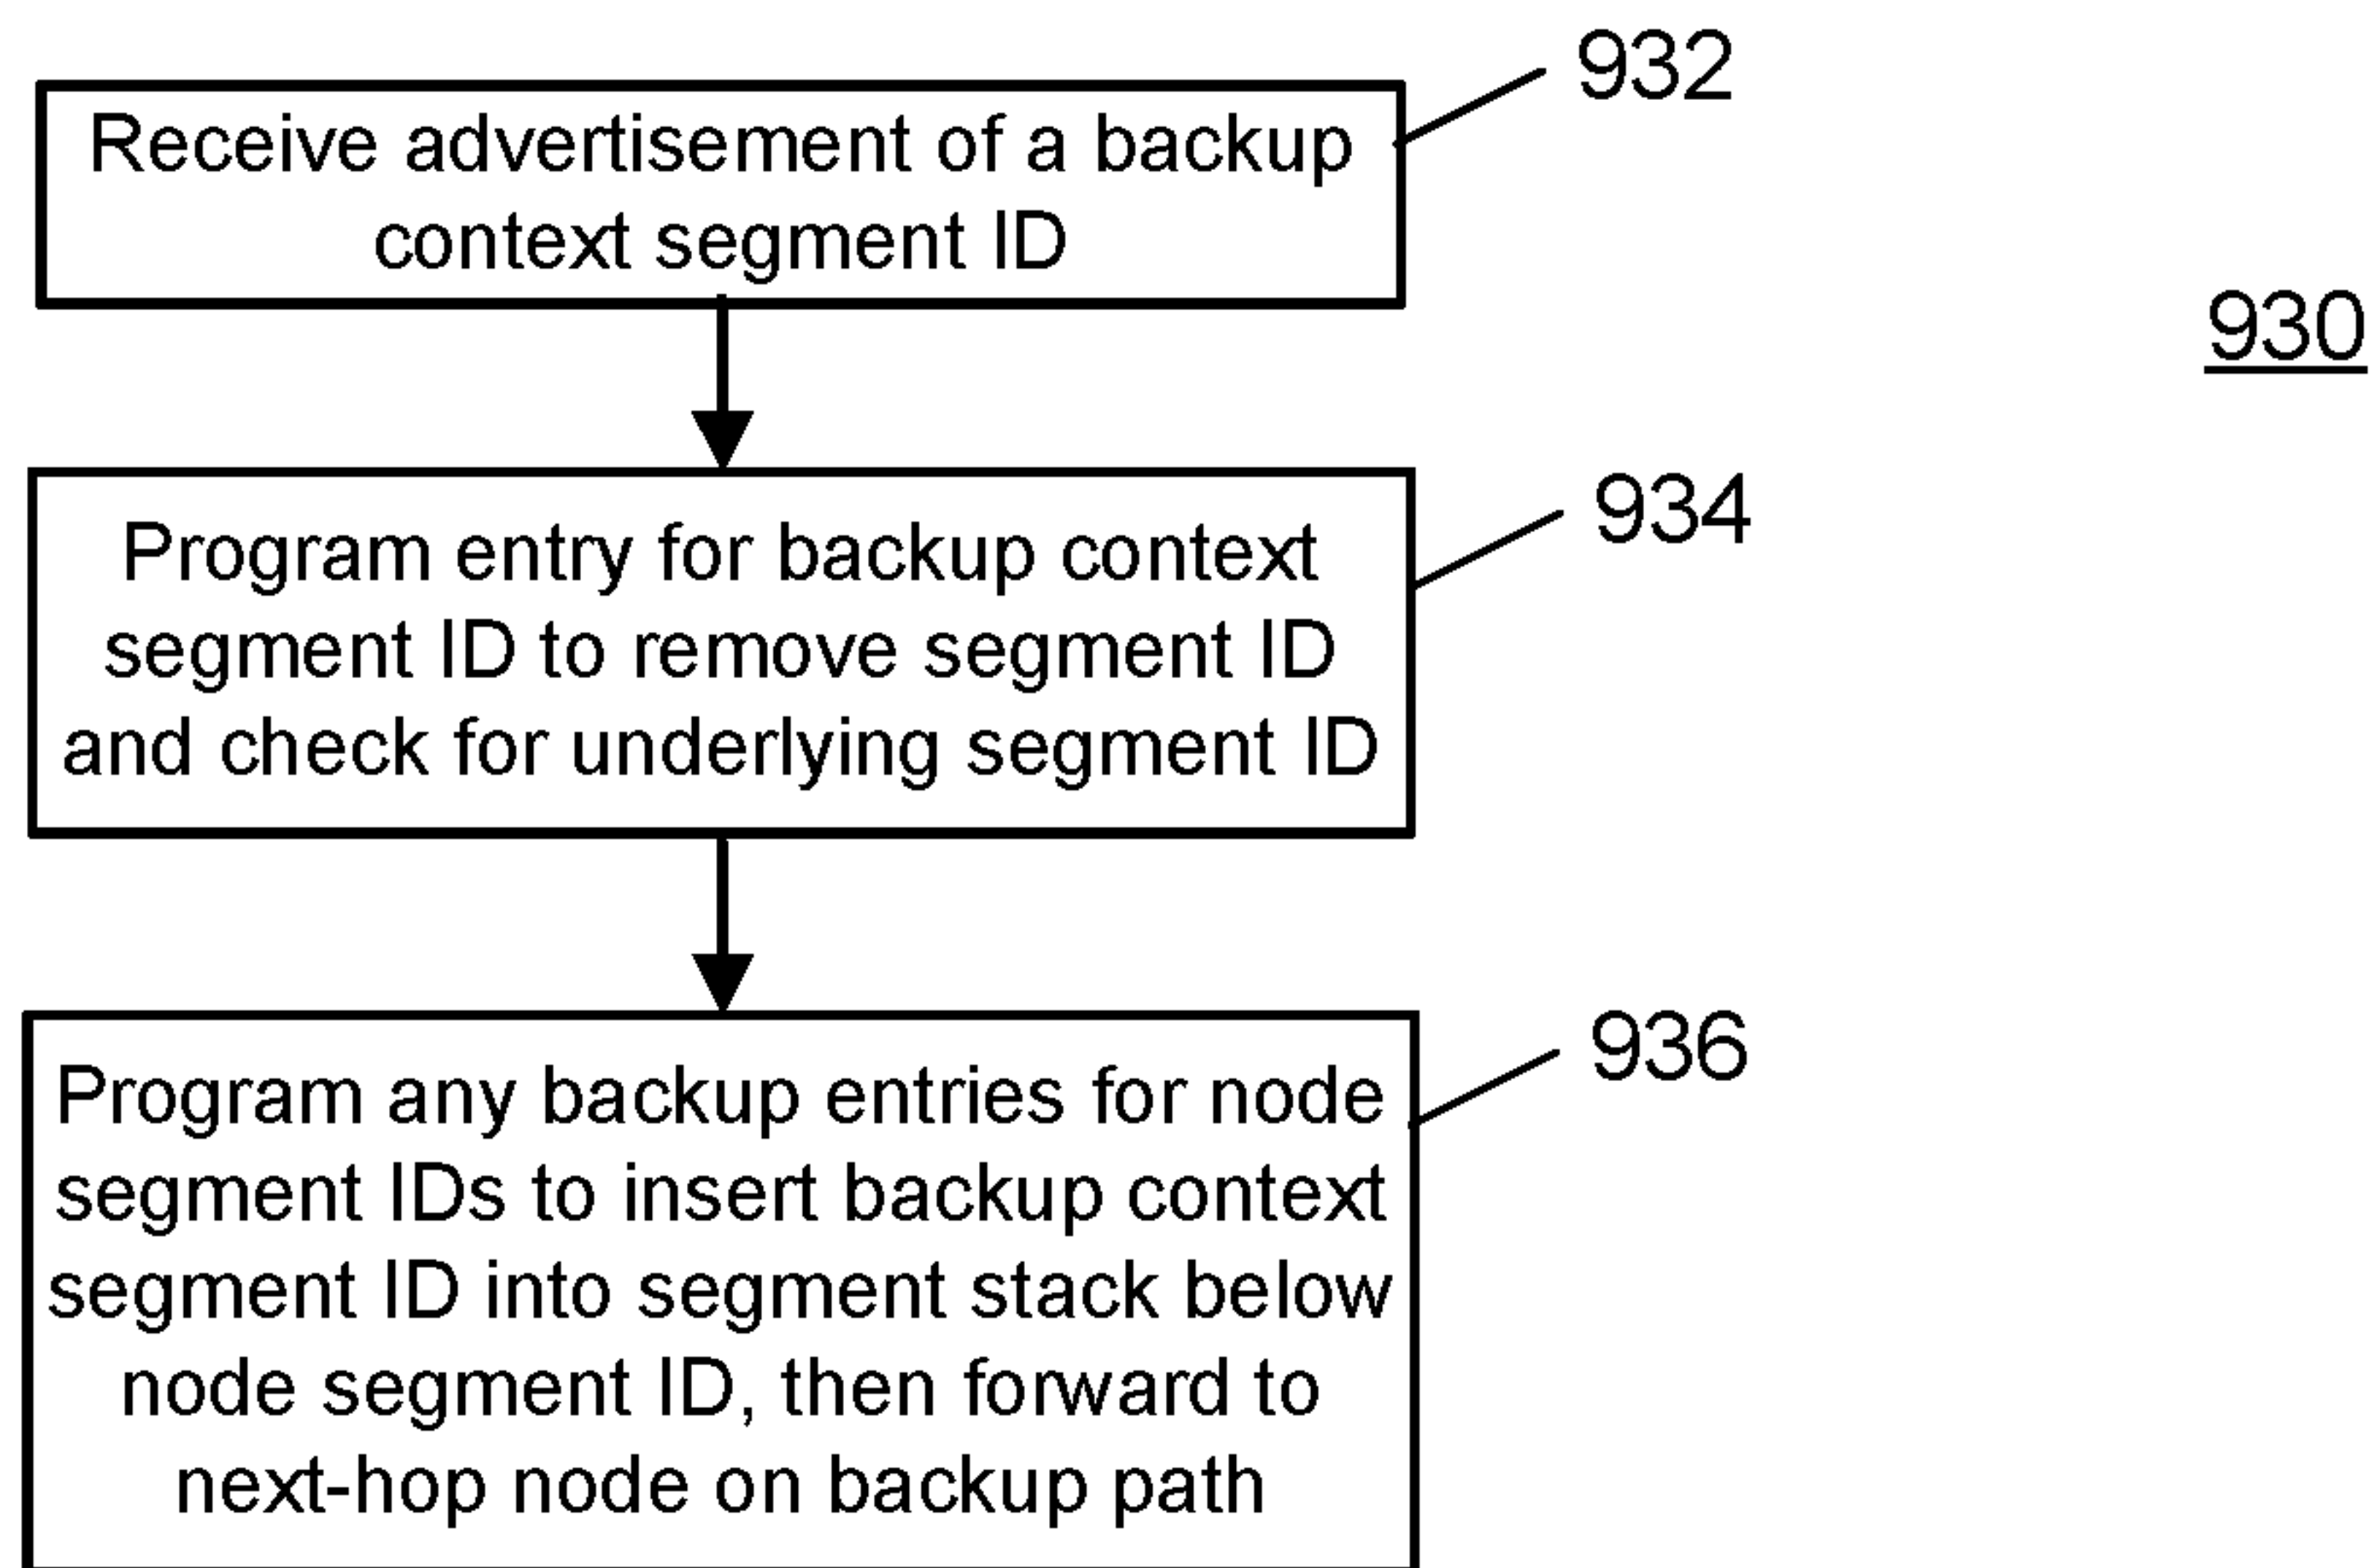 932
Receive advertisement of a backup
context segment ID
930
934
Program entry for backup context
segment ID to remove segment ID
and check for underlying segment ID
936
Program any backup entries for node
segment IDs to insert backup context
segment ID into segment stack below
node segment ID, then forward to
next-hop node on backup path